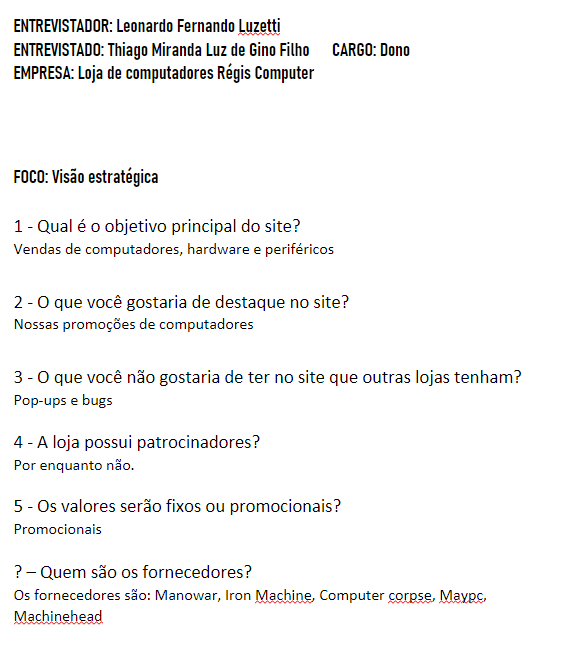 ENTREVISTADOR: Leonardo Fernando Luzetti
ENTREVISTADO: Thiago Miranda Luz de Gino Filho CARGO: Dono
EMPRESA: Loja de computadores Régis Computer
FOCO: Visão estratégica
1 - Qual é o objetivo principal do site?
Vendas de computadores, hardware e periféricos
2 - O que você gostaria de destaque no site?
Nossas promoções de computadores
3 - O que você não gostaria de ter no site que outras lojas tenham?
Pop-ups e bugs
4 - A loja possui patrocinadores?
Por enquanto não.
5 - Os valores serão fixos ou promocionais?
Promocionais
? – Quem são os fornecedores?
Os fornecedores são: Manowar, Iron Machine, Computer corpse, Maypc,
Machinehead